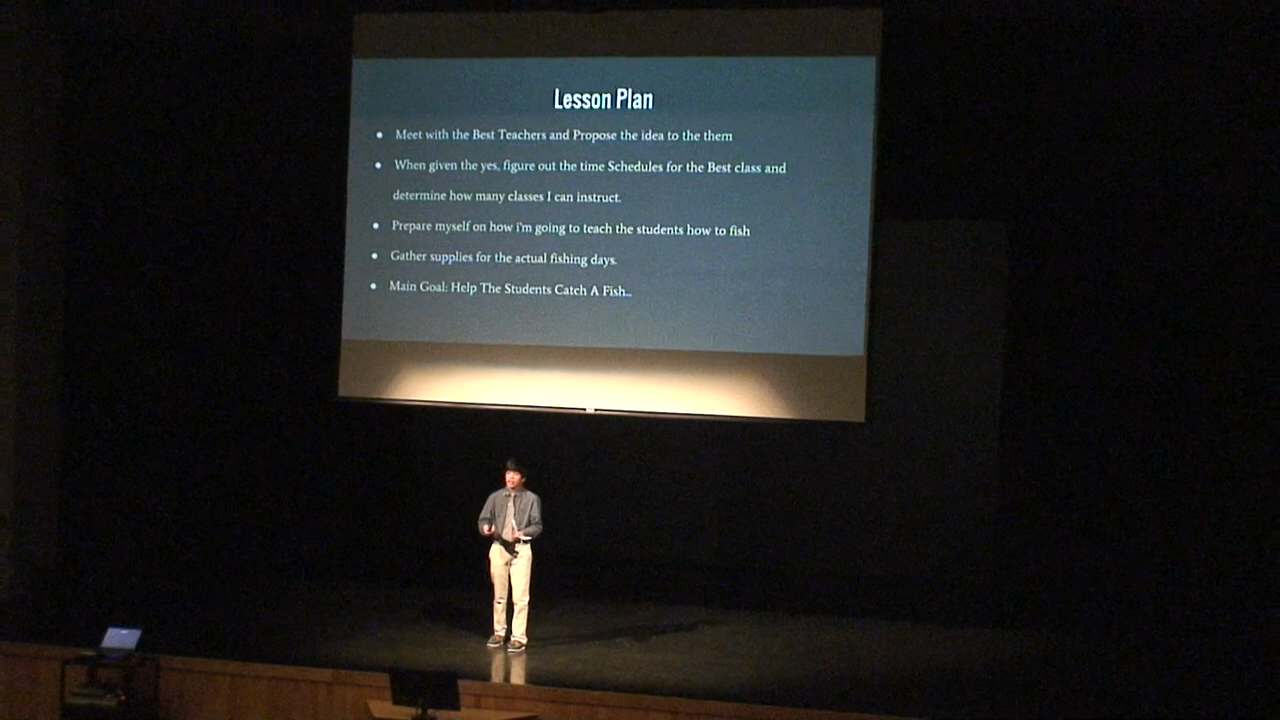 Lesson Plan
● Meet with the Best Teachers and Propose the idea to the them
● When given the yes, figure out the time Schedules for the Best class and
determine how many classes I can instruct.
● Prepare myself on how i'm going to teach the students how to fish
● Gather supplies for the actual fishing days.
● Main Goal: Help The Students Catch A Fish...